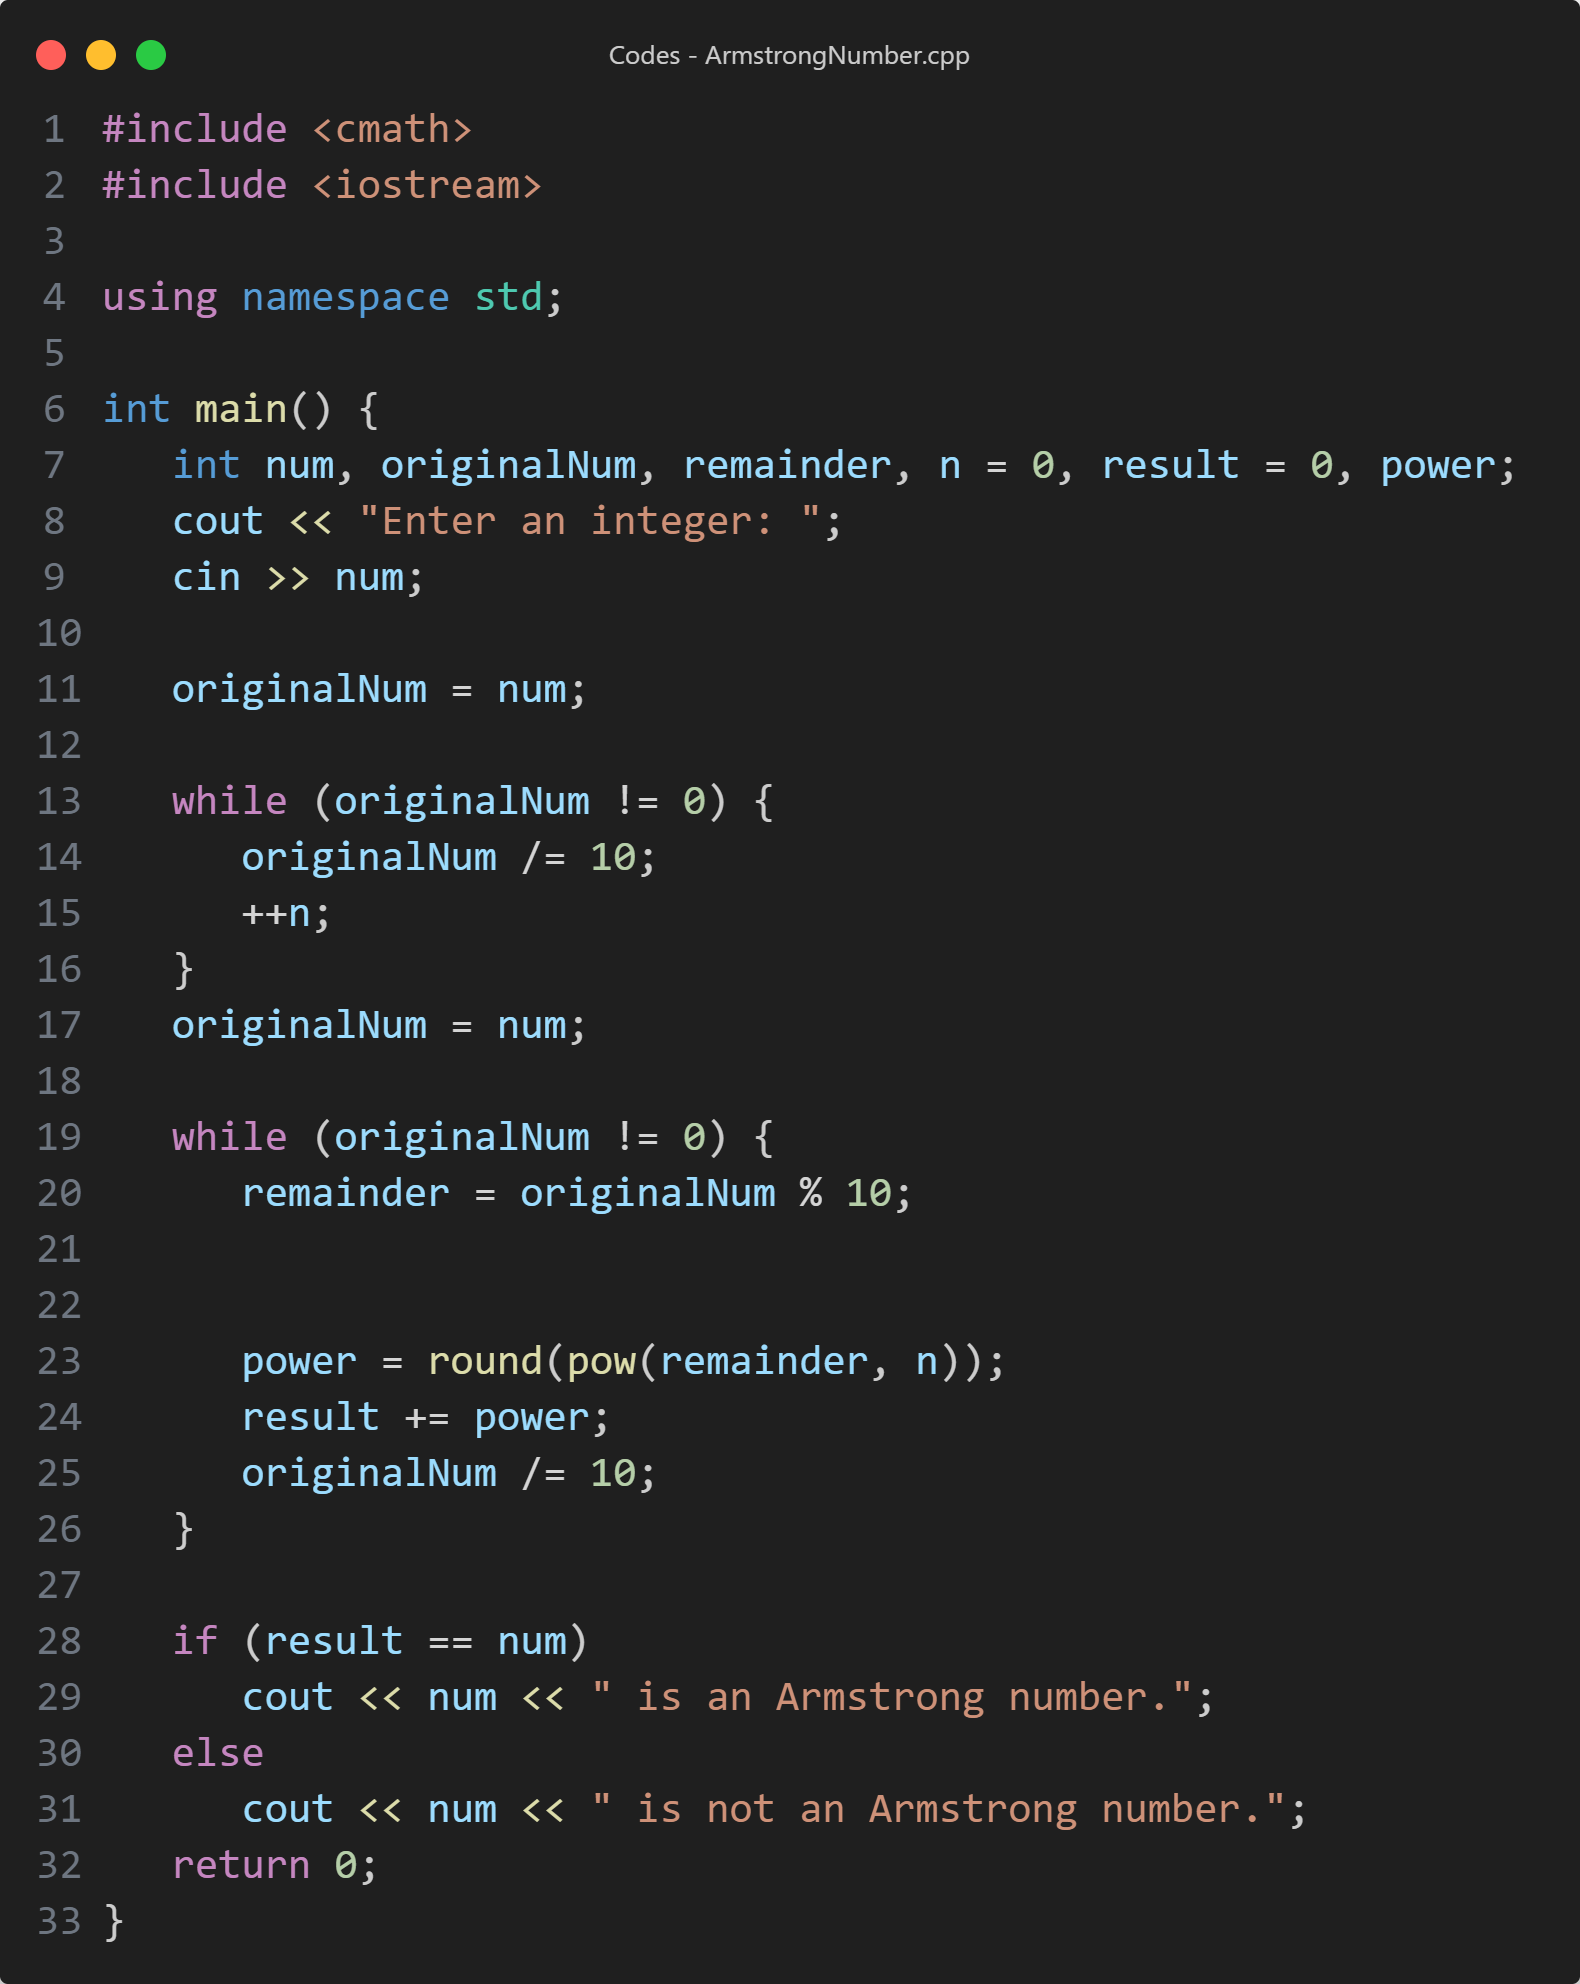 Codes - ArmstrongNumber.cpp
1 #include <cmath>
2 #include <iostream>
3
4 using namespace std;
5
6 int main() {
7    int num, originalNum, remainder, n = 0, result = 0, power;
8    cout << "Enter an integer: ";
9    cin >> num;
10
11    originalNum = num;
12
13    while (originalNum != 0) {
14       originalNum /= 10;
15       ++n;
16    }
17    originalNum = num;
18
19    while (originalNum != 0) {
20       remainder = originalNum % 10;
21
22
23       power = round(pow(remainder, n));
24       result += power;
25       originalNum /= 10;
26    }
27
28    if (result == num)
29       cout << num << " is an Armstrong number.";
30    else
31       cout << num << " is not an Armstrong number.";
32    return 0;
33 }